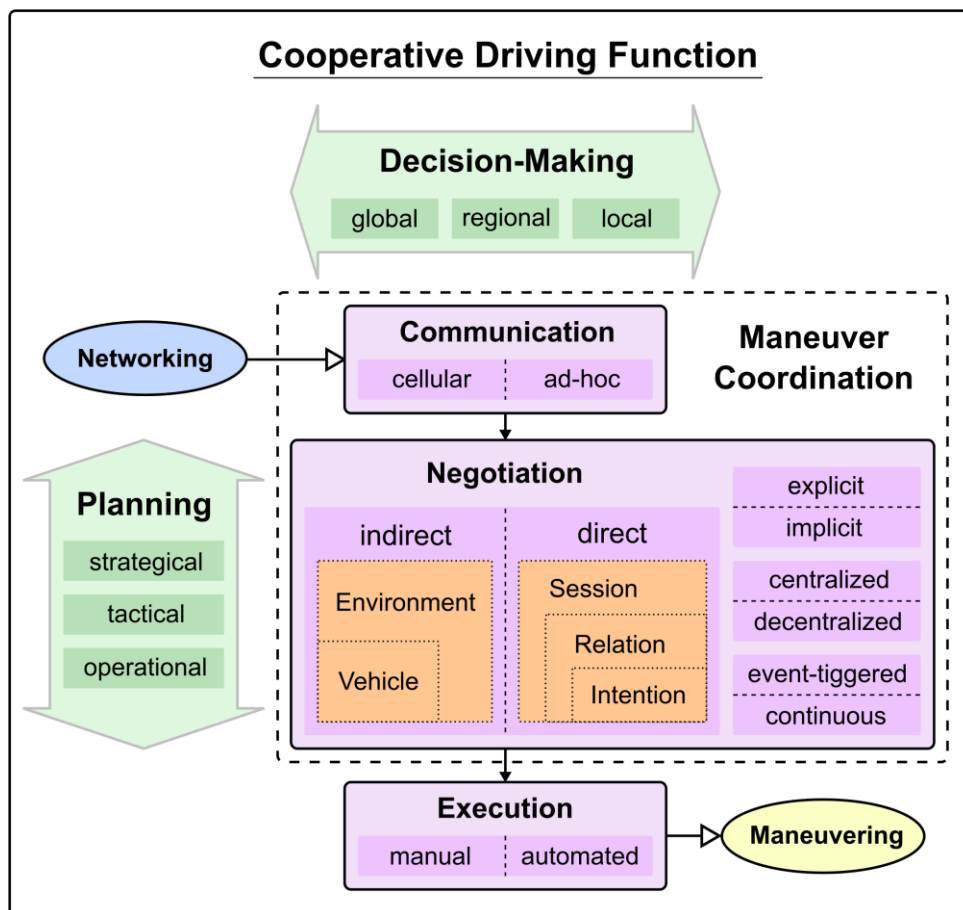 Cooperative Driving Function
Decision-Making
global
regional
local
Networking
Communication
cellular
ad-hoc
Maneuver
Coordination
Planning
strategical
tactical
operational
Negotiation
indirect
Environment
Vehicle
direct
Session
Relation
Intention
explicit
implicit
centralized
decentralized
event-tiggered
continuous
Execution
manual
automated
Maneuvering